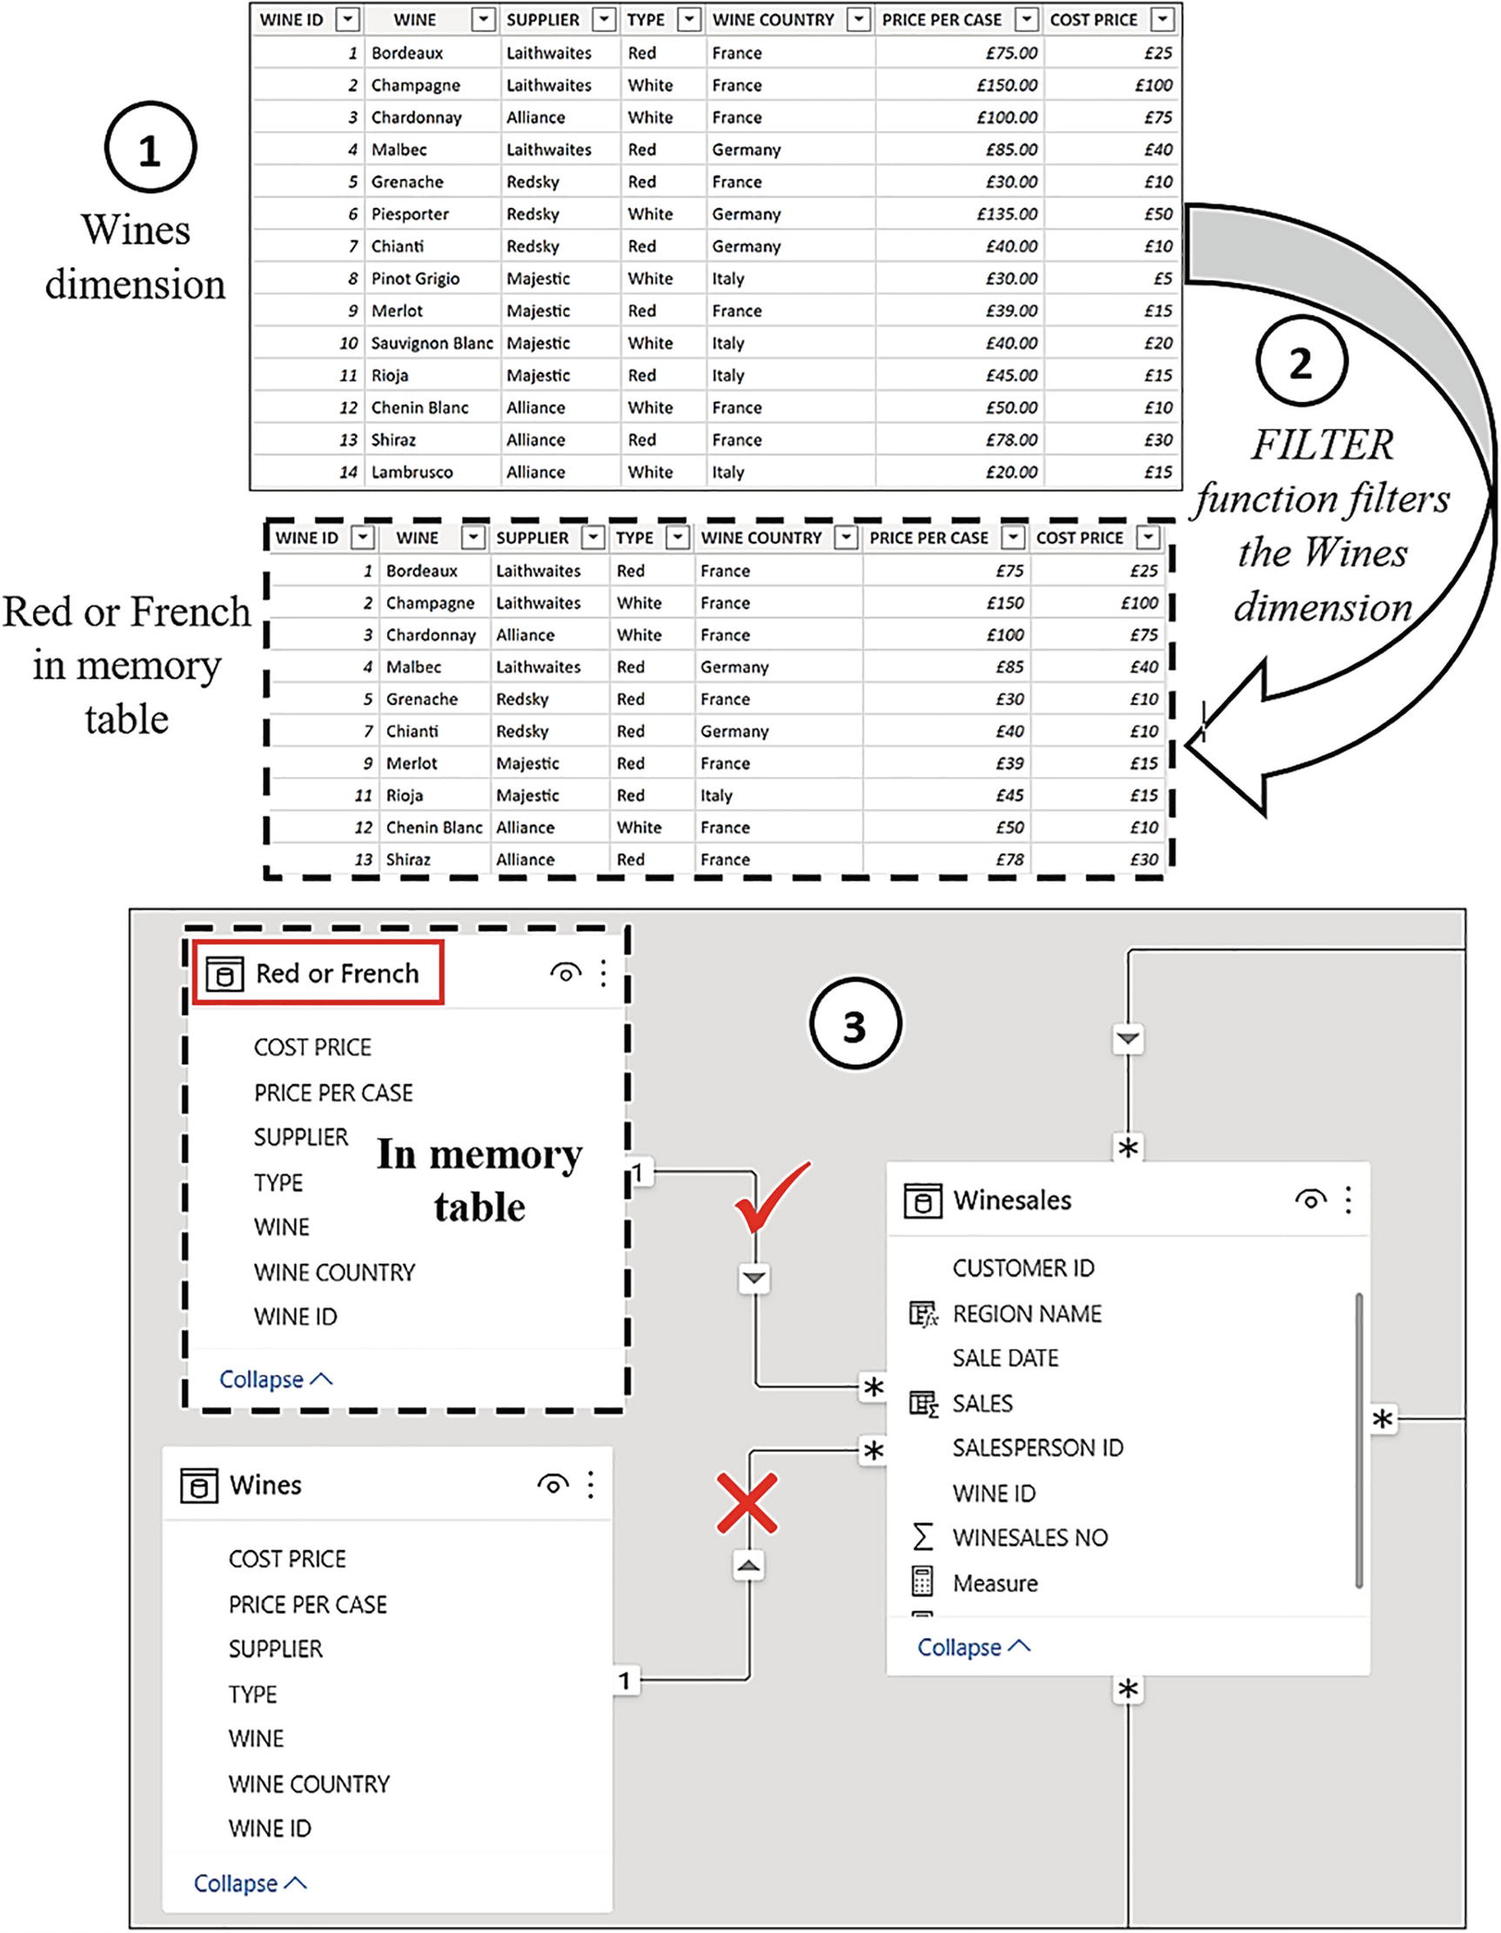 WINE ID WINE SUPPLIER TYPE WINE COUNTRY PRICE PER CASE COST PRICE
1 Bordeaux Laithwaites Red France £75.00 £25
2 Champagne Laithwaites White France £150.00 £100
3 Chardonnay Alliance White France £100.00 £75
4 Malbec Laithwaites Red Germany £85.00 £40
5 Grenache Redsky Red France £30.00 £10
6 Piesporter Redsky White Germany £135.00 £50
7 Chianti Redsky Red Germany £40.00 £10
8 Pinot Grigio Majestic White Italy £30.00 £5
9 Merlot Majestic Red France £39.00 £15
10 Sauvignon Blanc Majestic White Italy £40.00 £20
11 Rioja Majestic Red Italy £45.00 £15
12 Chenin Blanc Alliance White France £50.00 £10
13 Shiraz Alliance Red France £78.00 £30
14 Lambrusco Alliance White Italy £20.00 £15
1
Wines
dimension
2
FILTER
function filters
the Wines
dimension
Red or French
in memory
table
WINE ID WINE SUPPLIER TYPE WINE COUNTRY PRICE PER CASE COST PRICE
1 Bordeaux Laithwaites Red France £75 £25
2 Champagne Laithwaites White France £150 £100
3 Chardonnay Alliance White France £100 £75
4 Malbec Laithwaites Red Germany £85 £40
5 Grenache Redsky Red France £30 £10
7 Chianti Redsky Red Germany £40 £10
9 Merlot Majestic Red France £39 £15
11 Rioja Majestic Red Italy £45 £15
12 Chenin Blanc Alliance White France £50 £10
13 Shiraz Alliance Red France £78 £30
3
Red or French
COST PRICE
PRICE PER CASE
SUPPLIER
TYPE
WINE
WINE COUNTRY
WINE ID
Collapse
In memory
table
1
*
*
Wines
COST PRICE
PRICE PER CASE
SUPPLIER
TYPE
WINE
WINE COUNTRY
WINE ID
Collapse
1
*
Winesales
CUSTOMER ID
REGION NAME
SALE DATE
SALES
SALESPERSON ID
WINE ID
WINESALES NO
Measure
Collapse
*
*